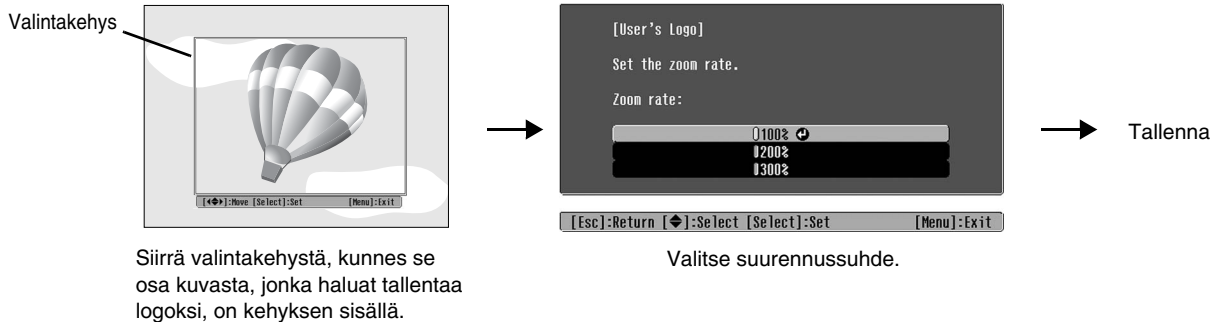 Valintakehys
[◀◆▶]:Move [Select]:Set [Menu]:Exit
Siirrä valintakehystä, kunnes se
osa kuvasta, jonka haluat tallentaa
logoksi, on kehyksen sisällä.
[User's Logo]
Set the zoom rate.
Zoom rate:
100%
200%
300%
[Esc]:Return [◆]:Select [Select]:Set [Menu]:Exit
Valitse suurennussuhde.
Tallenna